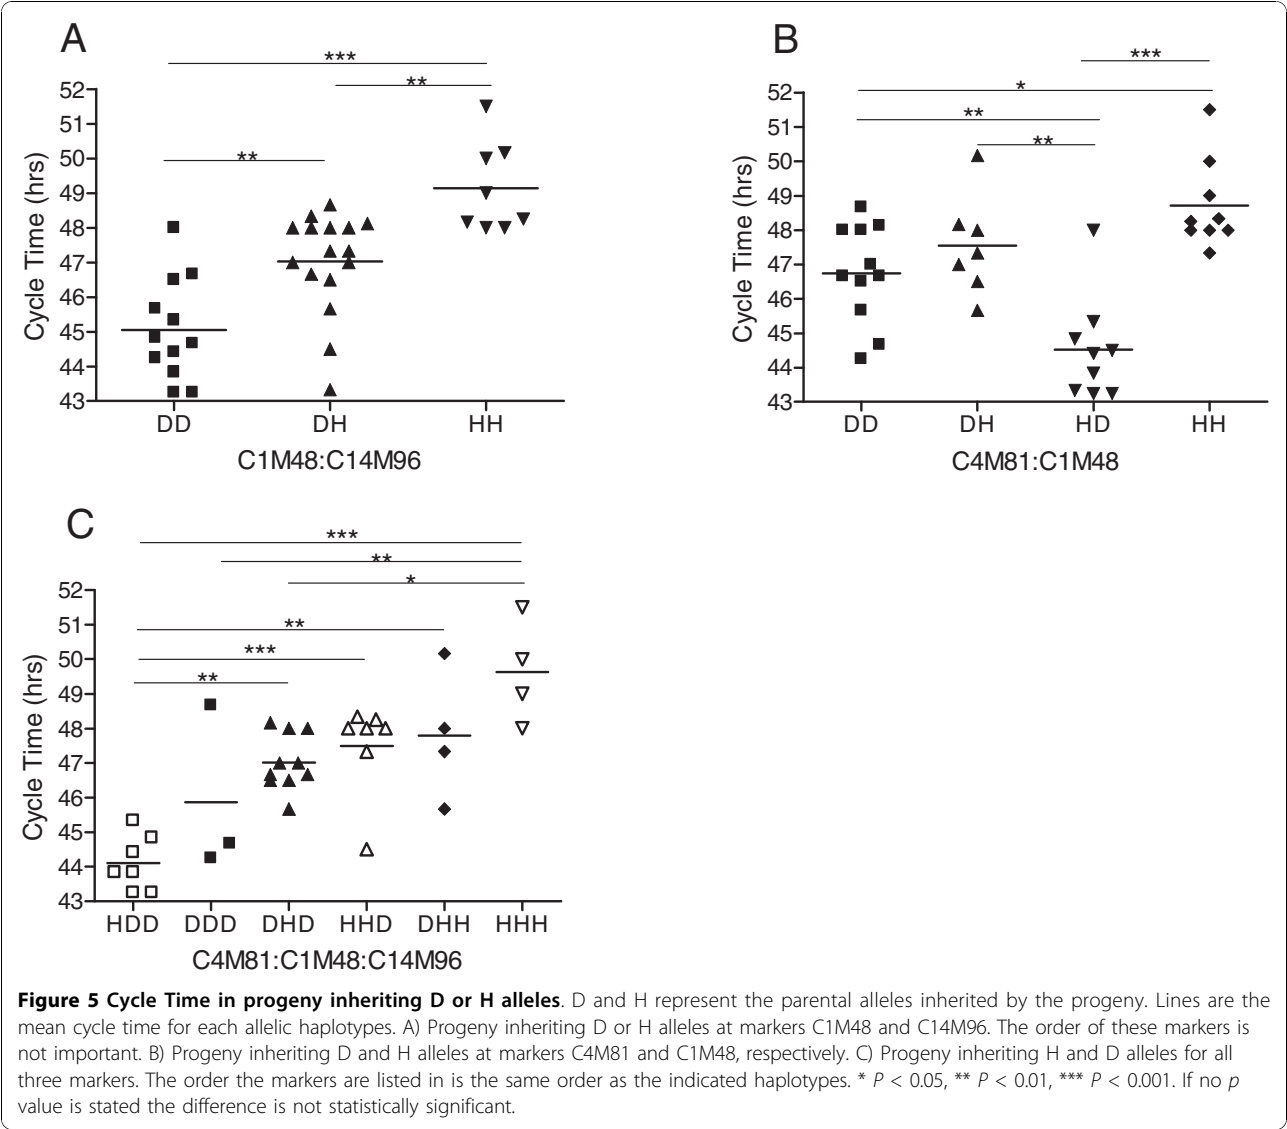 A
***
**
**
52
51
50
49
48
47
46
45
44
43
Cycle Time (hrs)
DD DH HH
C1M48:C14M96
B
***
*
**
**
52
51
50
49
48
47
46
45
44
43
Cycle Time (hrs)
DD DH HD HH
C4M81:C1M48
C
***
**
*
**
***
**
52
51
50
49
48
47
46
45
44
43
Cycle Time (hrs)
HDD DDD DHD HHD DHH HHH
C4M81:C1M48:C14M96
Figure 5 Cycle Time in progeny inheriting D or H alleles. D and H represent the parental alleles inherited by the progeny. Lines are the
mean cycle time for each allelic haplotypes. A) Progeny inheriting D or H alleles at markers C1M48 and C14M96. The order of these markers is
not important. B) Progeny inheriting D and H alleles at markers C4M81 and C1M48, respectively. C) Progeny inheriting H and D alleles for all
three markers. The order the markers are listed in is the same order as the indicated haplotypes. * P < 0.05, ** P < 0.01, *** P < 0.001. If no p
value is stated the difference is not statistically significant.